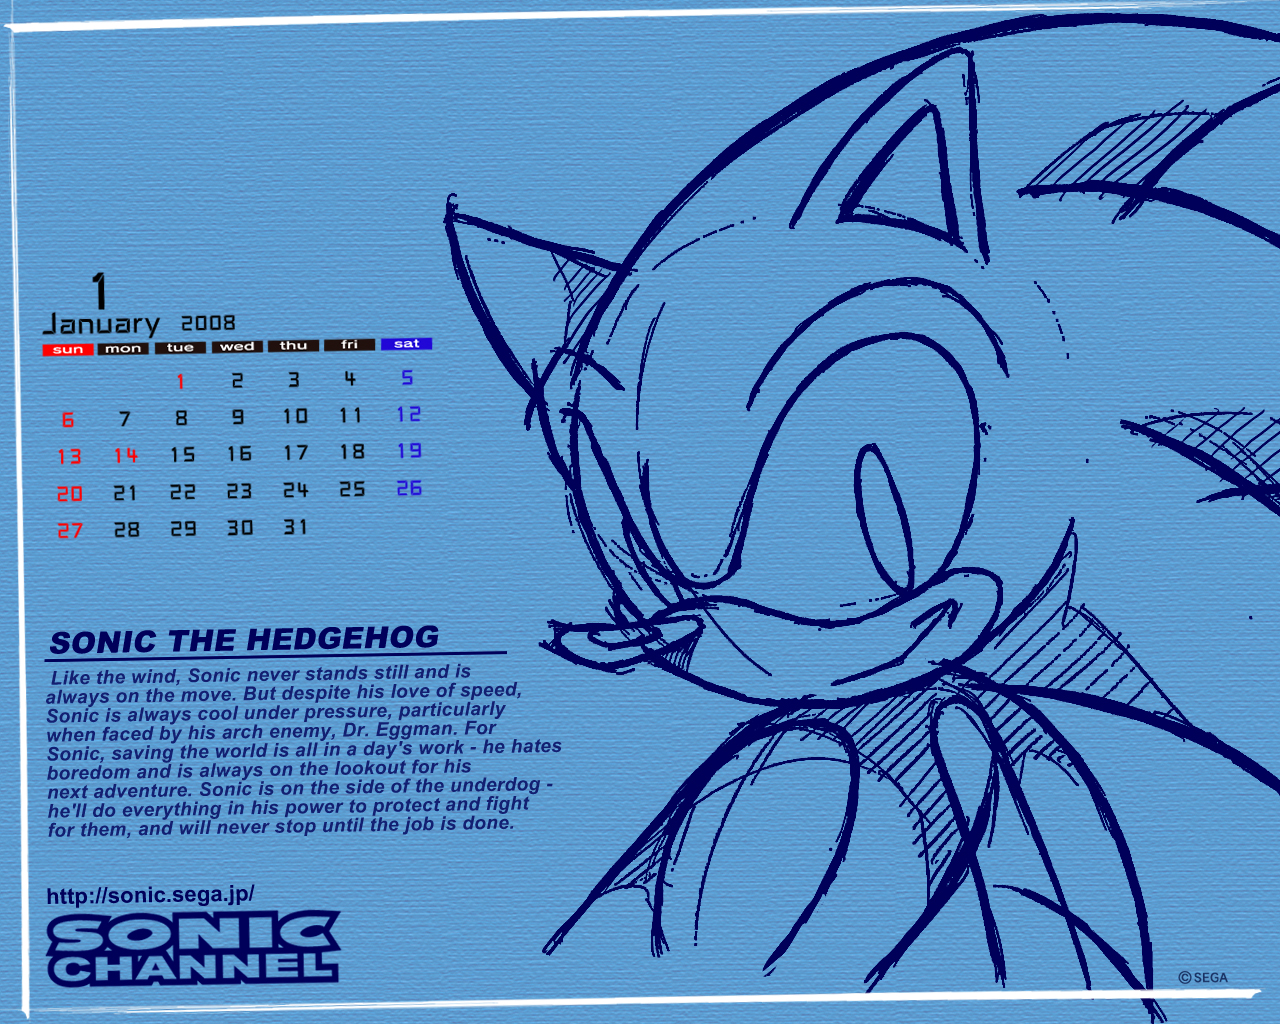 1
January 2008
sun mon tue wed thu fri sat
1 2 3 4 5
6 7 8 9 10 11 12
13 14 15 16 17 18 19
20 21 22 23 24 25 26
27 28 29 30 31
SONIC THE HEDGEHOG
Like the wind, Sonic never stands still and is
always on the move. But despite his love of speed,
Sonic is always cool under pressure, particularly
when faced by his arch enemy, Dr. Eggman. For
Sonic, saving the world is all in a day's work - he hates
boredom and is always on the lookout for his
next adventure. Sonic is on the side of the underdog -
he'll do everything in his power to protect and fight
for them, and will never stop until the job is done.
http://sonic.sega.jp/
SONIC
CHANNEL
©SEGA